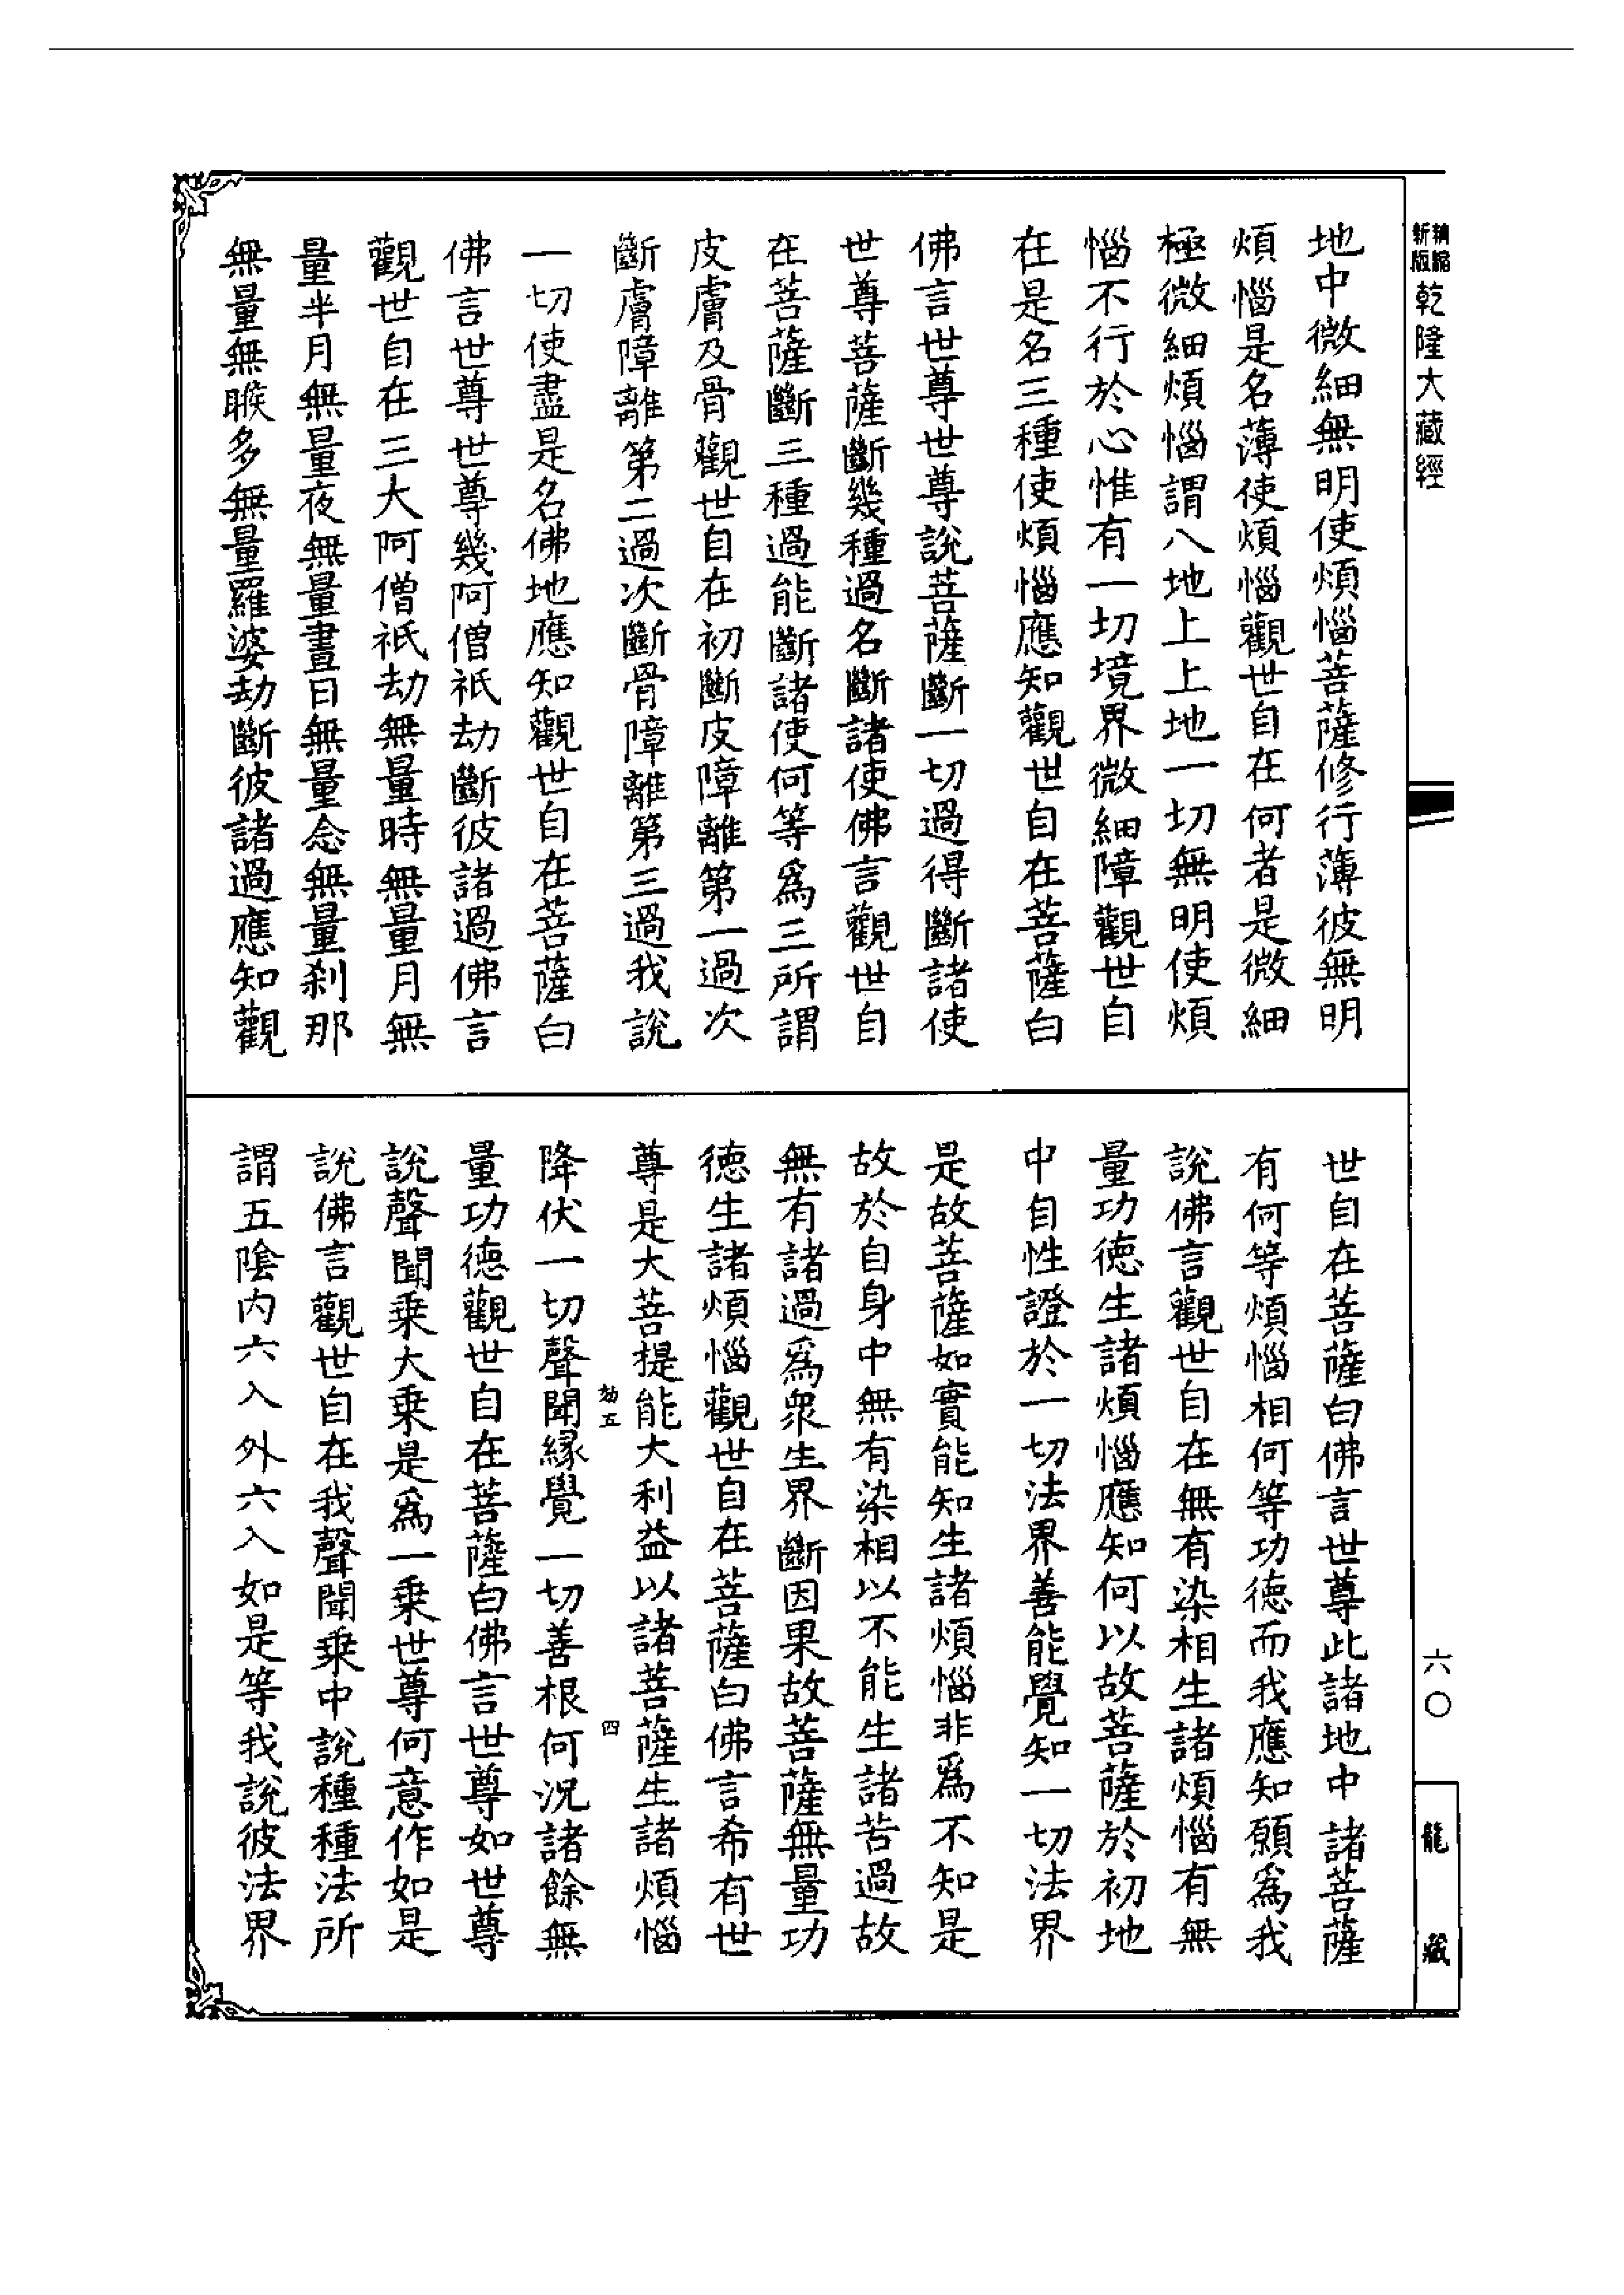 精縮新版乾隆大藏經
地中微細無明使煩惱菩薩修行薄彼無明
煩惱是名薄使煩惱觀世自在何者是微細
極微細煩惱謂八地上上地一切無明使煩
惱不行於心惟有一切境界微細障觀世自
在是名三種使煩惱應知觀世自在菩薩白
佛言世尊世尊說菩薩斷一切過得斷諸使
世尊菩薩斷幾種過名斷諸使佛言觀世自
在菩薩斷三種過能斷諸使何等為三所謂
皮膚及骨觀世自在初斷皮障離第一過次
斷膚障離第二過次斷骨障離第三過我說
一切使盡是名佛地應知觀世自在菩薩白
佛言世尊世尊幾阿僧祇劫斷彼諸過佛言
觀世自在三大阿僧祇劫無量時無量月無
量半月無量夜無量晝日無量念無量剎那
無量無睺多無量羅婆劫斷彼諸過應知觀
世自在菩薩白佛言世尊此諸地中諸菩薩
有何等煩惱相何等功德而我應知願為我
說佛言觀世自在無有染相生諸煩惱有無
量功德生諸煩惱應知何以故菩薩於初地
中自性證於一切法界善能覺知一切法界
是故菩薩如實能知生諸煩惱非為不知是
故於自身中無有染相以不能生諸苦過故
無有諸過為眾生界斷因果故菩薩無量功
德生諸煩惱觀世自在菩薩白佛言希有世
尊是大菩提能大利益以諸菩薩生諸煩惱
劾五
四
降伏一切聲聞緣覺一切善根何況諸餘無
量功德觀世自在菩薩白佛言世尊如世尊
說聲聞乘大乘是為一乘世尊何意作如是
說佛言觀世自在我聲聞乘中說種種法所
謂五陰內六入外六入如是等我說彼法界
六〇
龍藏